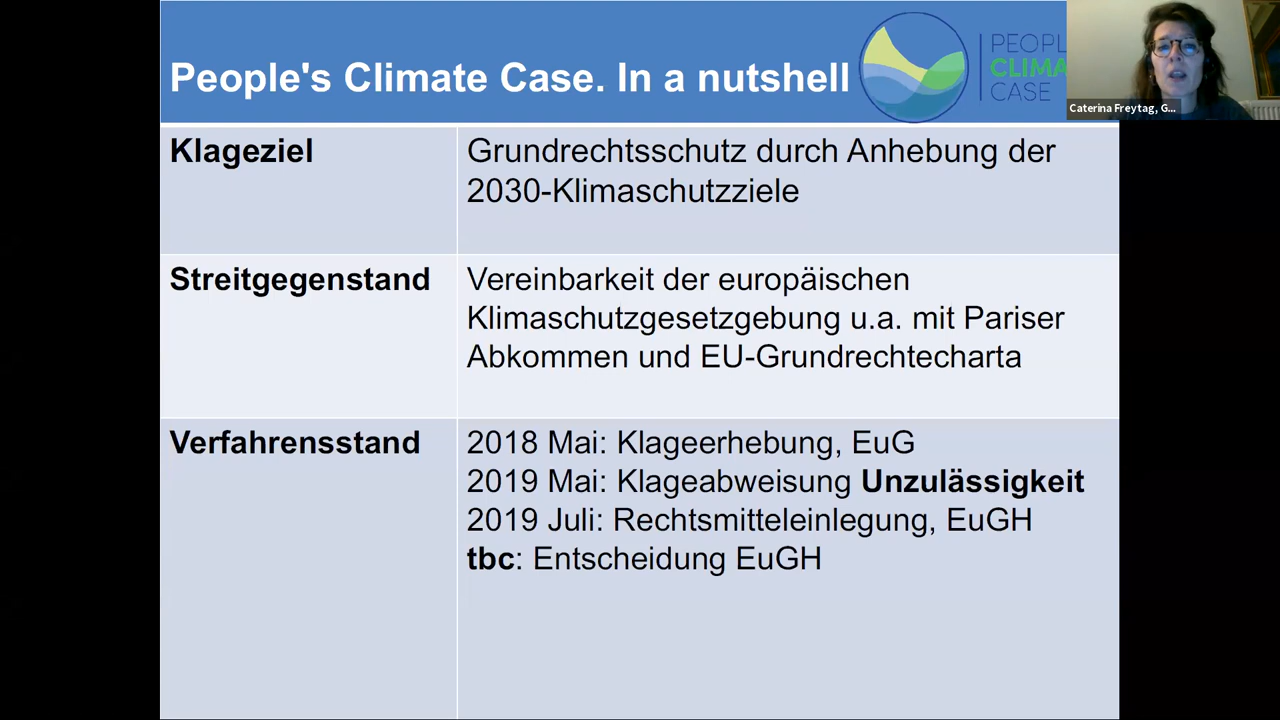 People's Climate Case. In a nutshell
PEOPL
CLIMA
CASE
Caterina Freytag, G...
Klageziel
Grundrechtsschutz durch Anhebung der
2030-Klimaschutzziele
Streitgegenstand
Vereinbarkeit der europäischen
Klimaschutzgesetzgebung u.a. mit Pariser
Abkommen und EU-Grundrechtecharta
Verfahrensstand
2018 Mai: Klageerhebung, EuG
2019 Mai: Klageabweisung Unzulässigkeit
2019 Juli: Rechtsmitteleinlegung, EuGH
tbc: Entscheidung EuGH